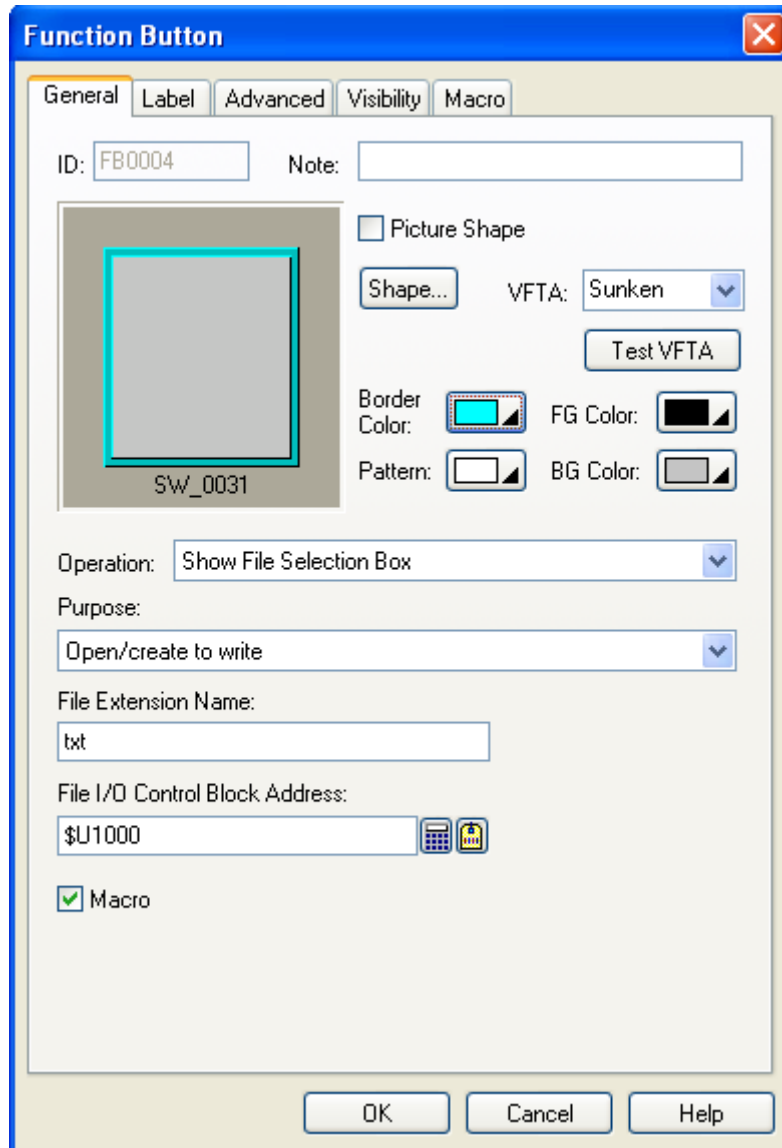 Function Button
General Label Advanced Visibility Macro
ID: FB0004 Note:
Picture Shape
Shape... VFTA: Sunken
Test VFTA
Border Color: FG Color:
Pattern: BG Color:
SW_0031
Operation: Show File Selection Box
Purpose:
Open/create to write
File Extension Name:
txt
File I/O Control Block Address:
$U1000
Macro
OK Cancel Help